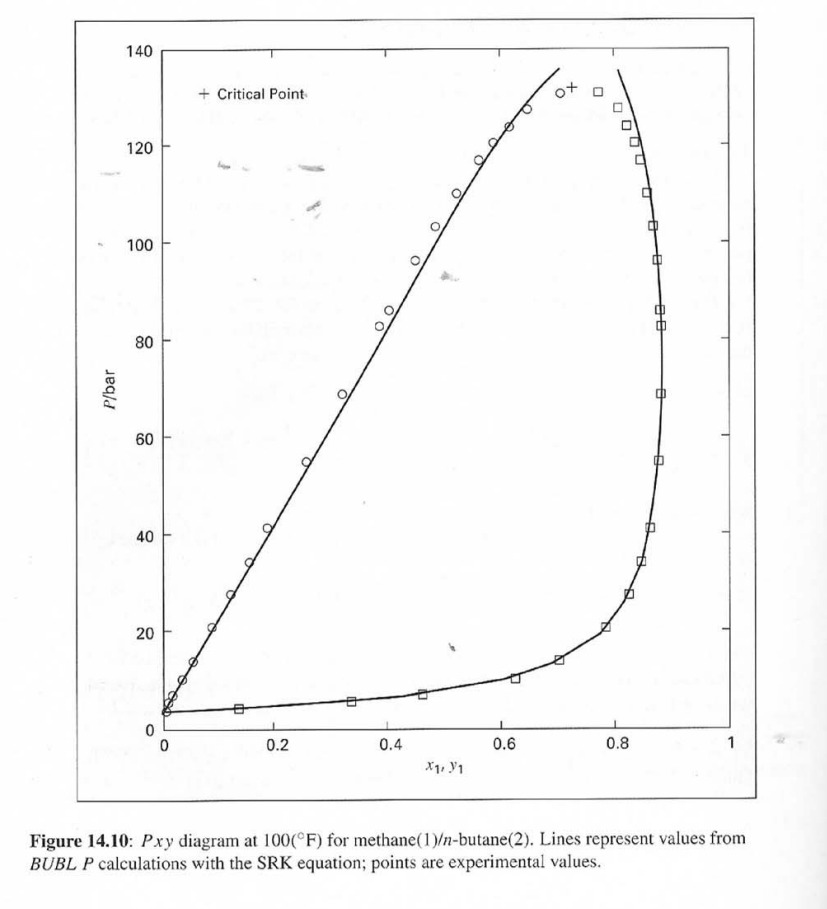 140
+ Critical Point
120
100
80
P/bar
60
40
20
0
0 0.2 0.4 0.6 0.8 1
x1, y1
Figure 14.10: Pxy diagram at 100(°F) for methane(1)/n-butane(2). Lines represent values from
BUBL P calculations with the SRK equation; points are experimental values.